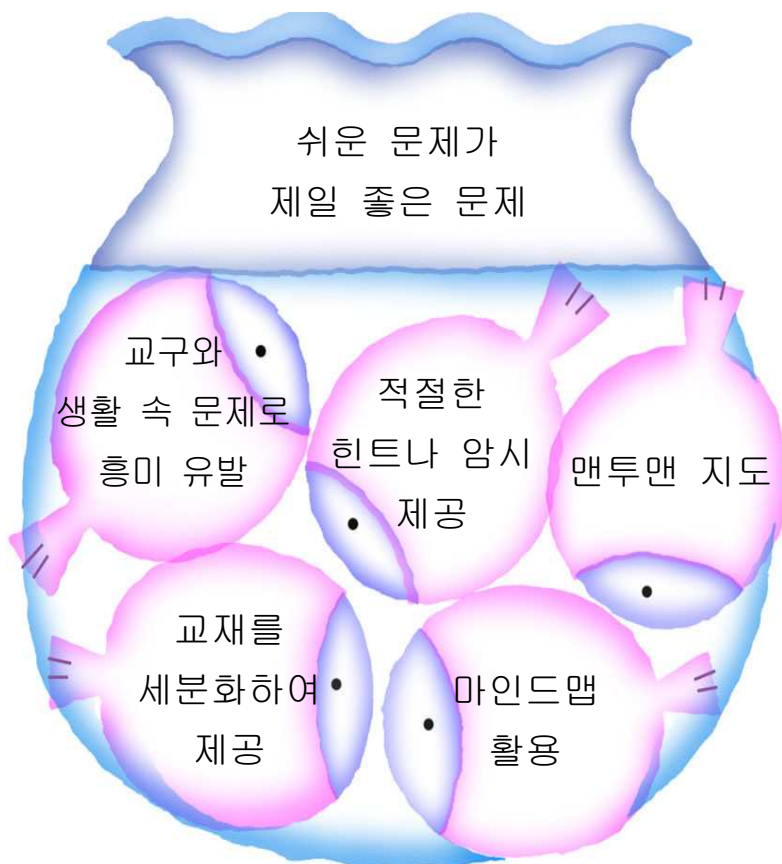 쉬운 문제가
제일 좋은 문제
교구와
생활 속 문제로
흥미 유발
적절한
힌트나 암시
제공
맨투맨 지도
교재를
세분화하여
제공
마인드맵
활용